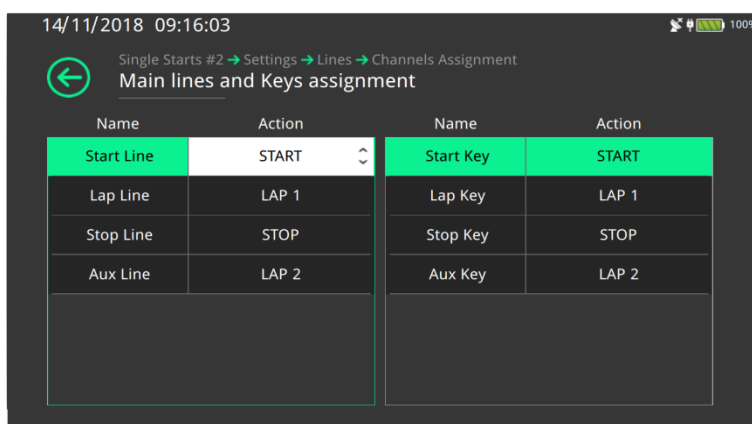 14/11/2018 09:16:03 100%
Single Starts #2 → Settings → Lines → Channels Assignment
Main lines and Keys assignment
Name Action Name Action
Start Line START Start Key START
Lap Line LAP 1 Lap Key LAP 1
Stop Line STOP Stop Key STOP
Aux Line LAP 2 Aux Key LAP 2